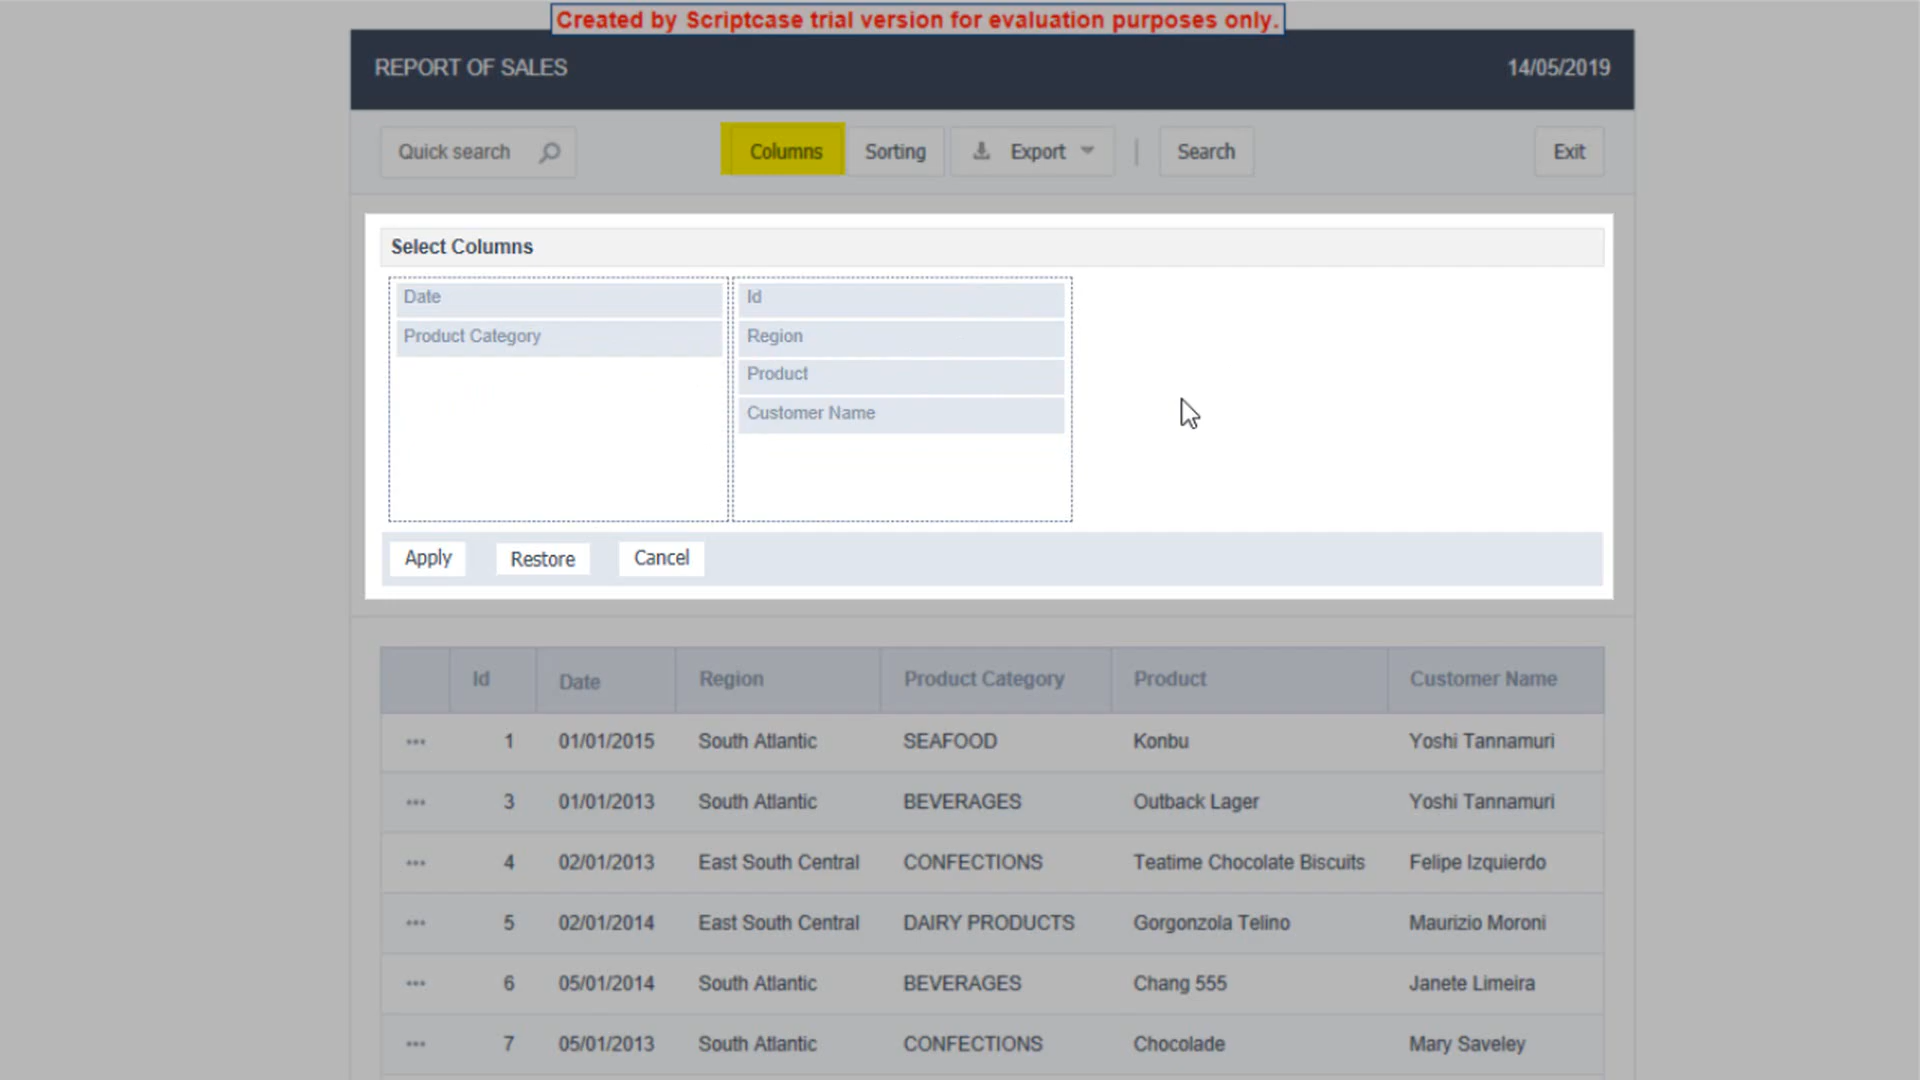 Created by Scriptcase trial version for evaluation purposes only.
REPORT OF SALES 14/05/2019
Quick search Columns Sorting Export | Search Exit
Select Columns
Date Id
Product Category Region
Product
Customer Name
Apply Restore Cancel
Id Date Region Product Category Product Customer Name
... 1 01/01/2015 South Atlantic SEAFOOD Konbu Yoshi Tannamuri
... 3 01/01/2013 South Atlantic BEVERAGES Outback Lager Yoshi Tannamuri
... 4 02/01/2013 East South Central CONFECTIONS Teatime Chocolate Biscuits Felipe Izquierdo
... 5 02/01/2014 East South Central DAIRY PRODUCTS Gorgonzola Telino Maurizio Moroni
... 6 05/01/2014 South Atlantic BEVERAGES Chang 555 Janete Limeira
... 7 05/01/2013 South Atlantic CONFECTIONS Chocolade Mary Saveley